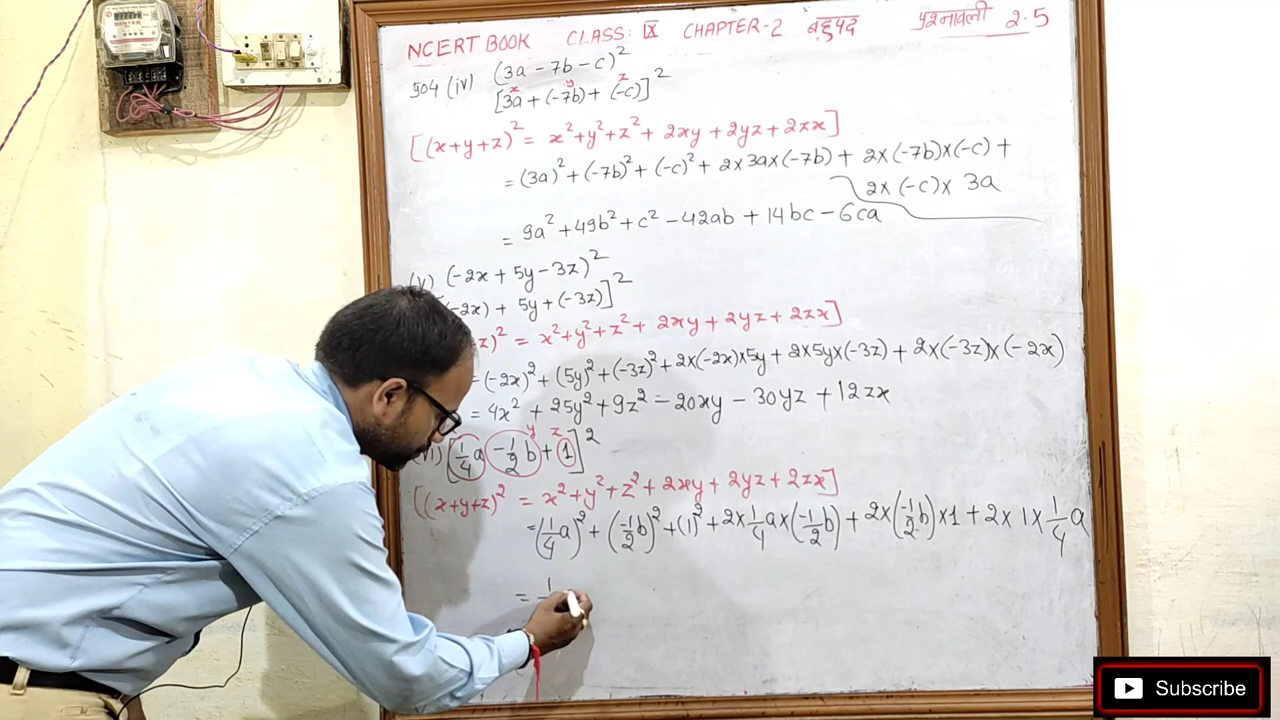 NCERT BOOK CLASS: IX CHAPTER-2 बहुपद प्रश्नावली 2.5
§04 (iv) (3a - 7b - c)²
x y z
[3a + (-7b) + (-c)]²
[(x+y+z)² = x² + y² + z² + 2xy + 2yz + 2zx]
= (3a)² + (-7b)² + (-c)² + 2×3a×(-7b) + 2×(-7b)×(-c) +
2×(-c)× 3a
= 9a² + 49b² + c² - 42ab + 14bc - 6ca
(v) (-2x + 5y - 3z)²
-2x) + 5y + (-3z)]²
z)² = x² + y² + z² + 2xy + 2yz + 2zx]
= (-2x)² + (5y)² + (-3z)² + 2×(-2x)×5y + 2×5y×(-3z) + 2×(-3z)×(-2x)
= 4x² + 25y² + 9z² - 20xy - 30yz + 12zx
y z
(vi) [1/4 a - 1/2 b + 1]²
[(x+y+z)² = x² + y² + z² + 2xy + 2yz + 2zx]
= (1/4 a)² + (-1/2 b)² + (1)² + 2×1/4 a×(-1/2 b) + 2×(-1/2 b)×1 + 2×1×1/4 a
= 1
Subscribe